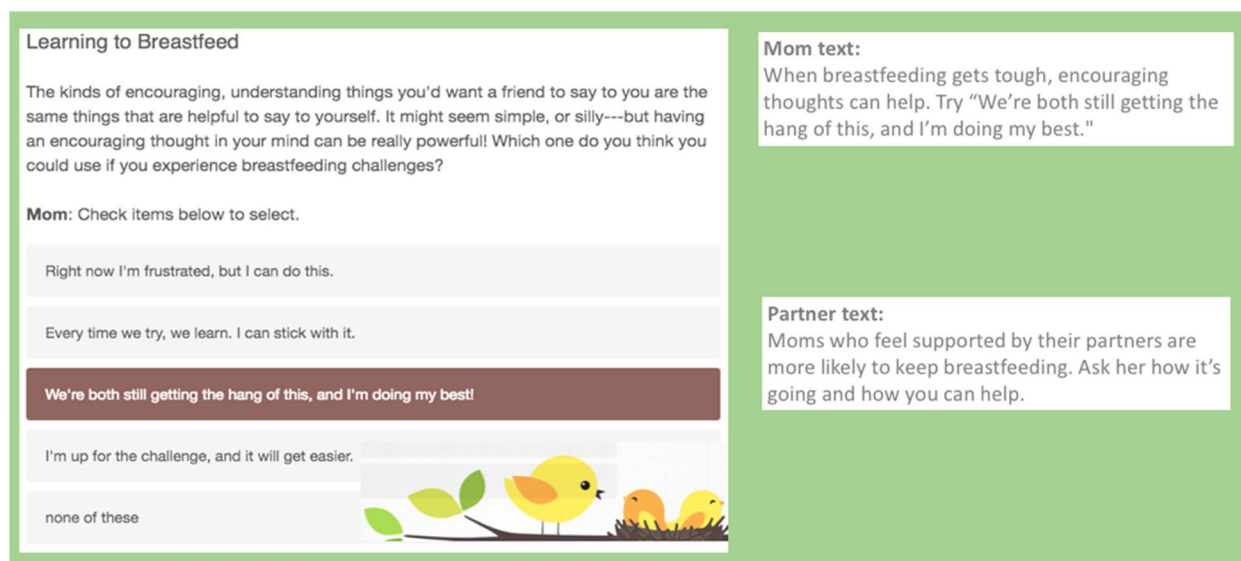 Learning to Breastfeed
The kinds of encouraging, understanding things you'd want a friend to say to you are the
same things that are helpful to say to yourself. It might seem simple, or silly---but having
an encouraging thought in your mind can be really powerful! Which one do you think you
could use if you experience breastfeeding challenges?
Mom: Check items below to select.
Right now I'm frustrated, but I can do this.
Every time we try, we learn. I can stick with it.
We're both still getting the hang of this, and I'm doing my best!
I'm up for the challenge, and it will get easier.
none of these
Mom text:
When breastfeeding gets tough, encouraging
thoughts can help. Try “We’re both still getting the
hang of this, and I’m doing my best."
Partner text:
Moms who feel supported by their partners are
more likely to keep breastfeeding. Ask her how it’s
going and how you can help.